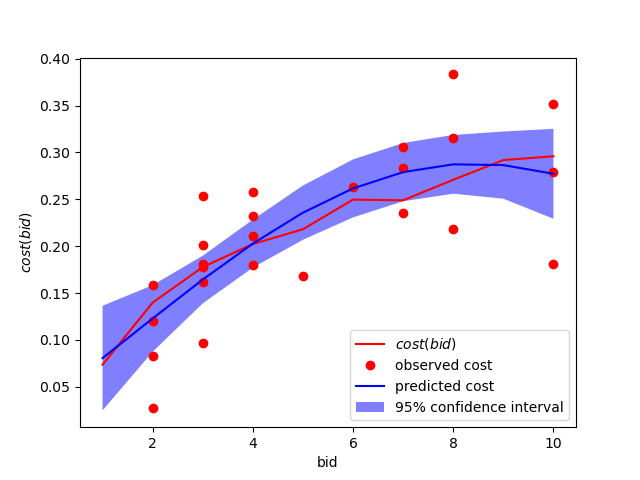 0.40
0.35
0.30
0.25
0.20
0.15
0.10
0.05
cost(bid)
cost(bid)
observed cost
predicted cost
95% confidence interval
2 4 6 8 10
bid